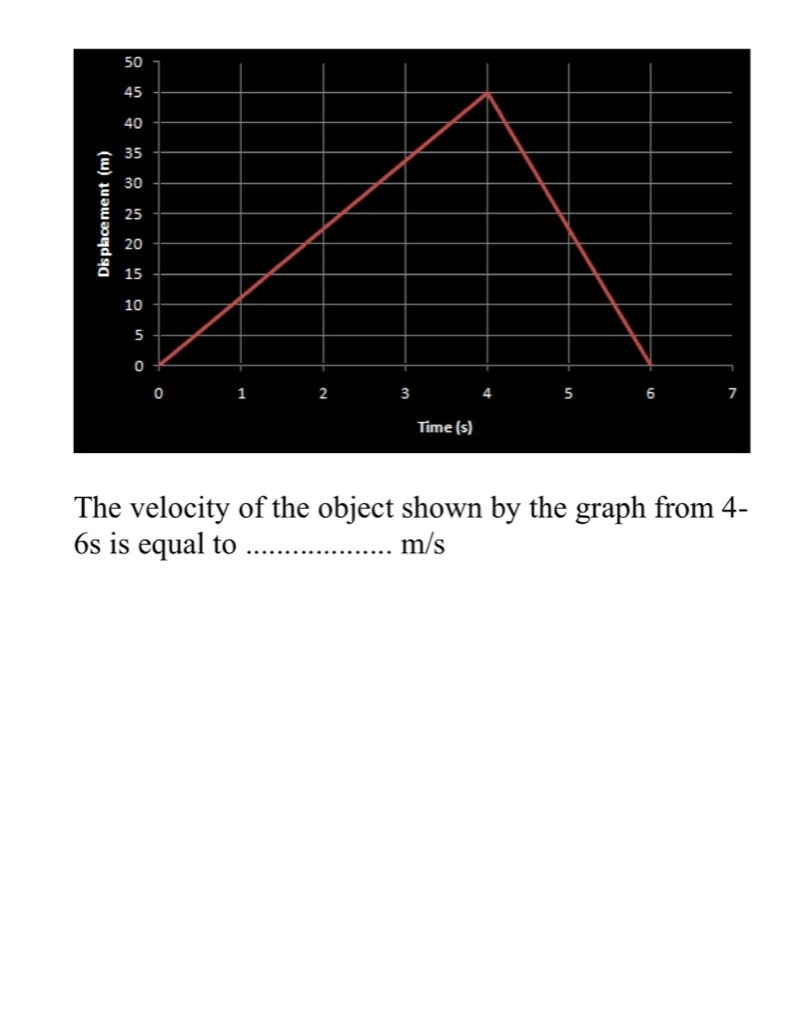 50
45
40
35
30
25
20
15
10
5
0
Displacement (m)
0 1 2 3 4 5 6 7
Time (s)
The velocity of the object shown by the graph from 4-
6s is equal to ................... m/s